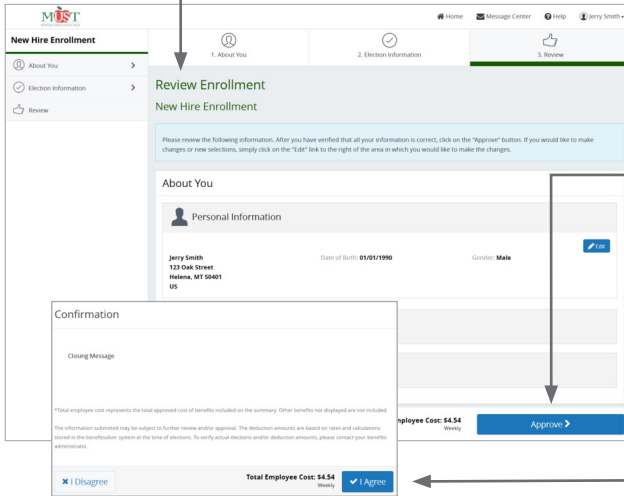 MUST
Home
Message Center
Help
Jerry Smith
New Hire Enrollment
About You
Election Information
Review
1. About You
2. Election Information
3. Review
Review Enrollment
New Hire Enrollment
Please review the following information. After you have verified that all your information is correct, click on the "Approve" button. If you would like to make
changes or new selections, simply click on the "Edit" link to the right of the area in which you would like to make the changes.
About You
Personal Information
Edit
Jerry Smith
123 Oak Street
Helena, MT 50401
US
Date of Birth: 01/01/1990
Gender: Male
Employee Cost: $4.54
Weekly
Approve
Confirmation
Closing Message
*Total employee cost represents the total approved cost of benefits included on the summary. Other benefits not displayed are not included.
The information submitted may be subject to further review and/or approval. The deduction amounts are based on rates and calculations
stored in the benefitsolver system at the time of elections. To verify actual elections and/or deduction amounts, please contact your benefits
administrator.
I Disagree
Total Employee Cost: $4.54
Weekly
I Agree